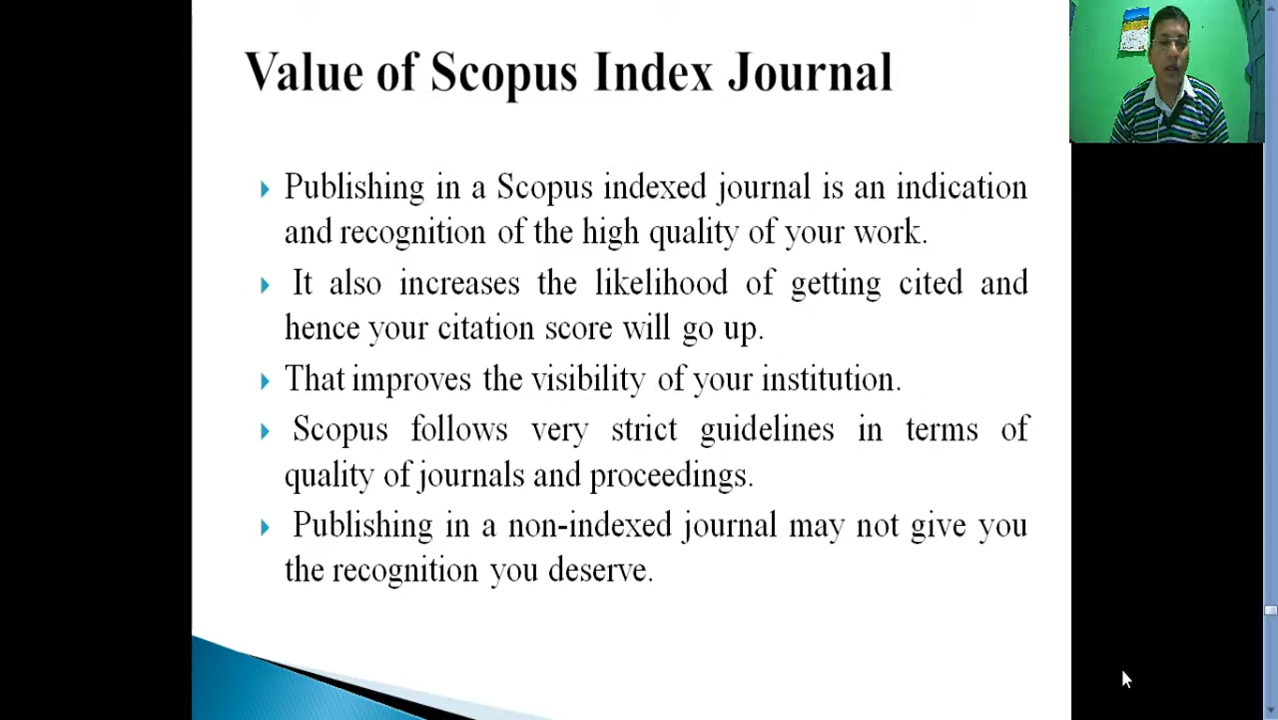 Value of Scopus Index Journal
Publishing in a Scopus indexed journal is an indication
and recognition of the high quality of your work.
It also increases the likelihood of getting cited and
hence your citation score will go up.
That improves the visibility of your institution.
Scopus follows very strict guidelines in terms of
quality of journals and proceedings.
Publishing in a non-indexed journal may not give you
the recognition you deserve.